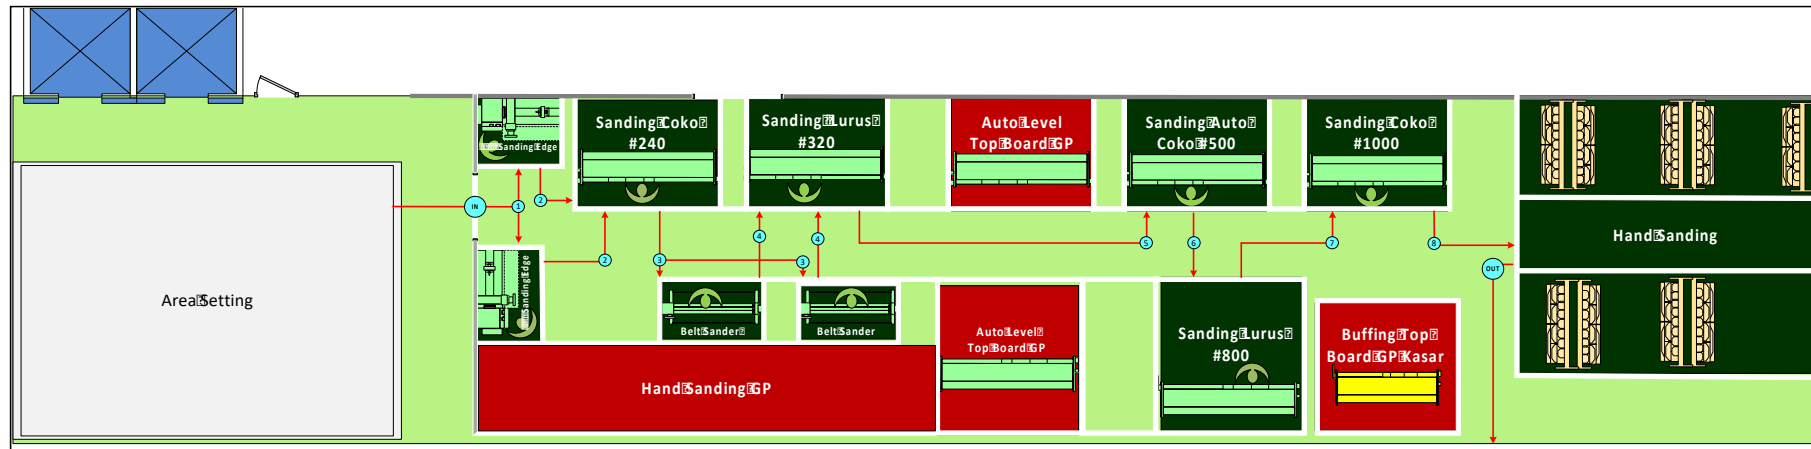 Sanding Coko
#240
Sanding Lurus
#320
Auto Level
Top Board GP
Sanding Auto
Coko #500
Sanding Coko
#1000
Sanding Edge
IN
1
2
4
4
5
6
7
8
Hand Sanding
OUT
2
3
3
Sanding Edge
Area Setting
Belt Sander
Belt Sander
Auto Level
Top Board GP
Sanding Lurus
#800
Buffing Top
Board GP Kasar
Hand Sanding GP